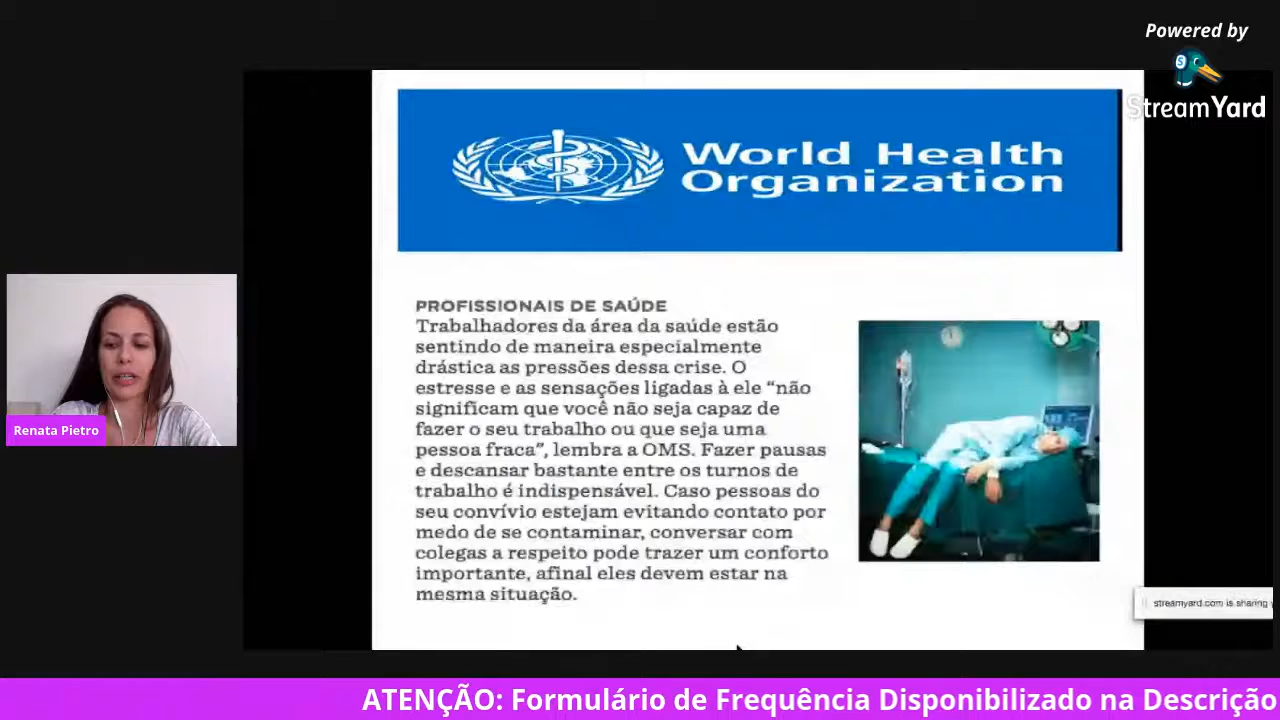 Powered by
StreamYard
World Health
Organization
PROFISSIONAIS DE SAÚDE
Trabalhadores da área da saúde estão
sentindo de maneira especialmente
drástica as pressões dessa crise. O
estresse e as sensações ligadas à ele “não
significam que você não seja capaz de
fazer o seu trabalho ou que seja uma
pessoa fraca”, lembra a OMS. Fazer pausas
e descansar bastante entre os turnos de
trabalho é indispensável. Caso pessoas do
seu convívio estejam evitando contato por
medo de se contaminar, conversar com
colegas a respeito pode trazer um conforto
importante, afinal eles devem estar na
mesma situação.
Renata Pietro
streamyard.com is sharing
ATENÇÃO: Formulário de Frequência Disponibilizado na Descrição